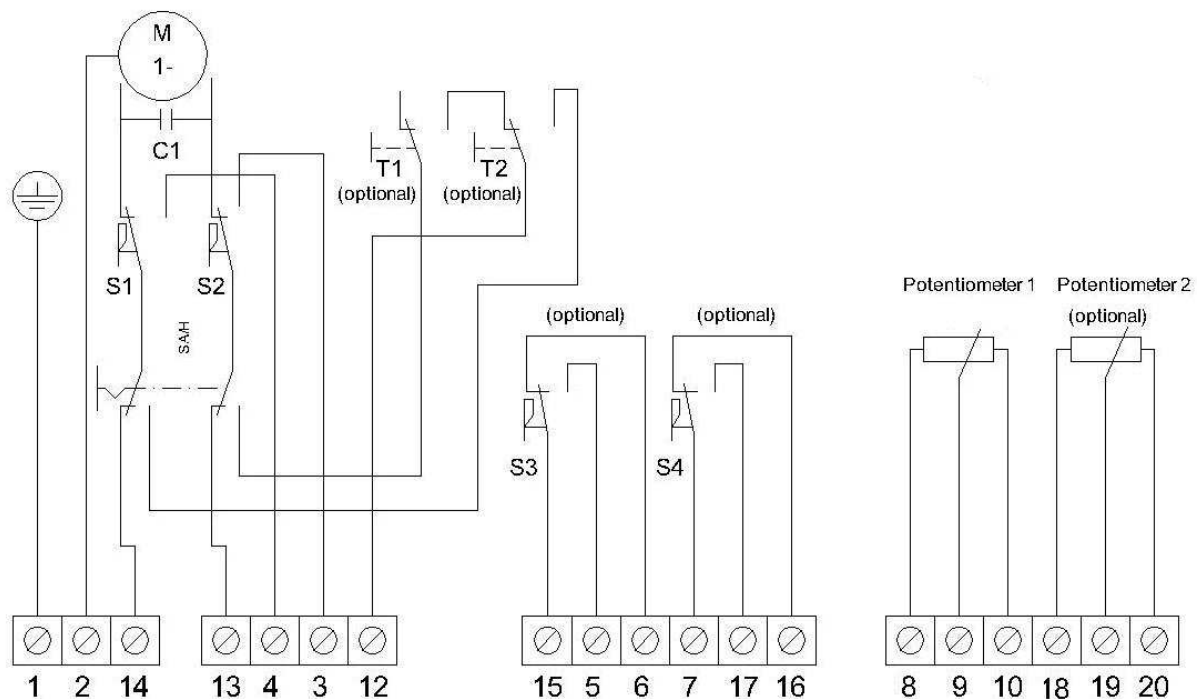 M
1-
C1
T1
(optional)
T2
(optional)
S1
S2
SA/H
(optional)
(optional)
S3
S4
Potentiometer 1
Potentiometer 2
(optional)
1 2 14 13 4 3 12 15 5 6 7 17 16 8 9 10 18 19 20